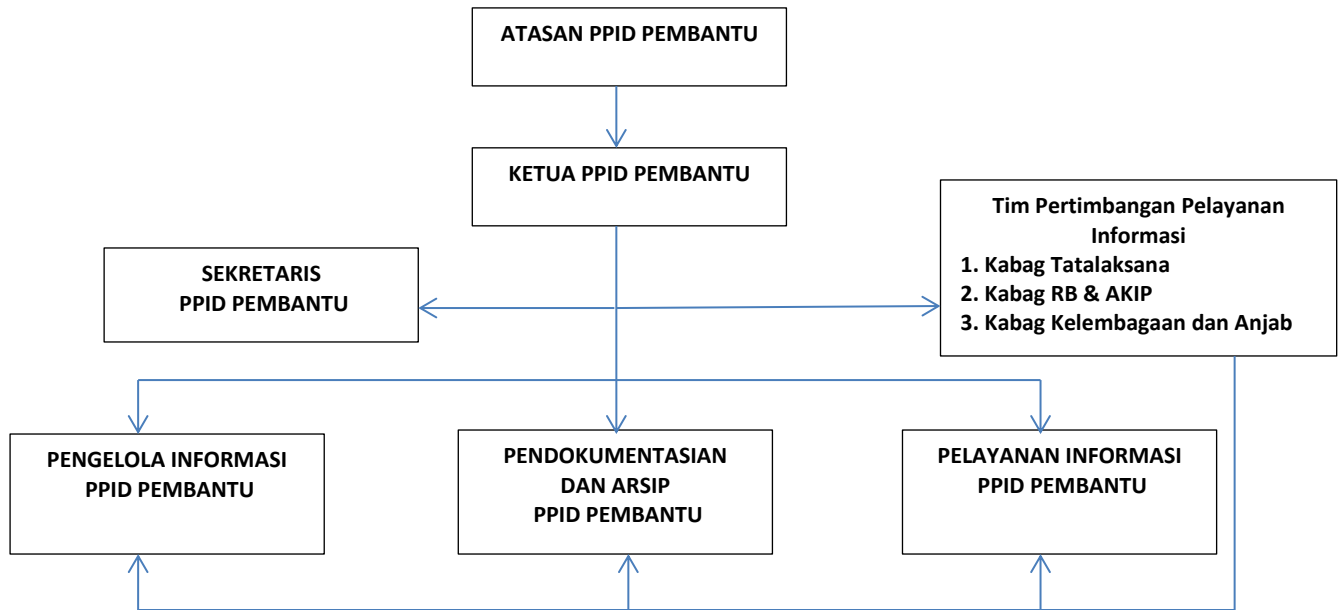 ATASAN PPID PEMBANTU
KETUA PPID PEMBANTU
Tim Pertimbangan Pelayanan
Informasi
1. Kabag Tatalaksana
2. Kabag RB & AKIP
3. Kabag Kelembagaan dan Anjab
SEKRETARIS
PPID PEMBANTU
PENGELOLA INFORMASI
PPID PEMBANTU
PENDOKUMENTASIAN
DAN ARSIP
PPID PEMBANTU
PELAYANAN INFORMASI
PPID PEMBANTU